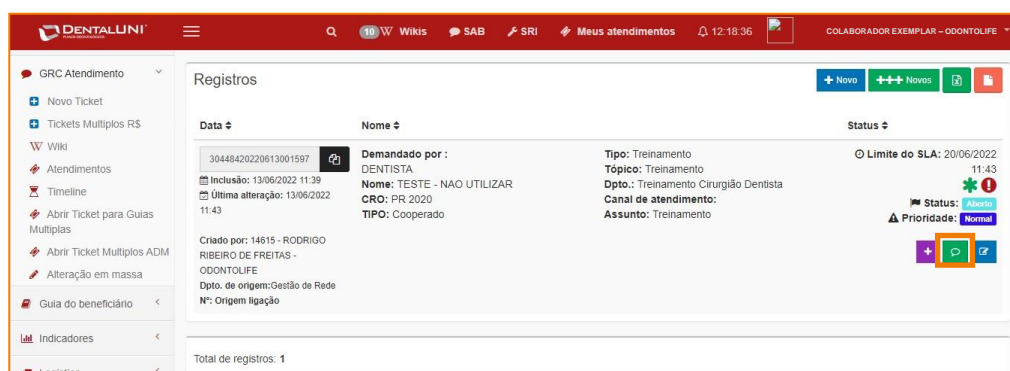 DENTALUNI
10 W Wikis
SAB
SRI
Meus atendimentos
12:18:36
COLABORADOR EXEMPLAR – ODONTOLIFE
GRC Atendimento
Novo Ticket
Tickets Multiplos R$
W Wiki
Atendimentos
Timeline
Abrir Ticket para Guias
Multiplas
Abrir Ticket Multiplos ADM
Alteração em massa
Guia do beneficiário
Indicadores
Registros
+ Novo
+++ Novos
Data
Nome
Status
30448420220613001597
Inclusão: 13/06/2022 11:39
Última alteração: 13/06/2022
11:43
Criado por: 14615 - RODRIGO
RIBEIRO DE FREITAS -
ODONTOLIFE
Dpto. de origem:Gestão de Rede
Nº: Origem ligação
Demandado por :
DENTISTA
Nome: TESTE - NAO UTILIZAR
CRO: PR 2020
TIPO: Cooperado
Tipo: Treinamento
Tópico: Treinamento
Dpto.: Treinamento Cirurgião Dentista
Canal de atendimento:
Assunto: Treinamento
Limite do SLA: 20/06/2022
11:43
Status: Aberto
Prioridade: Normal
Total de registros: 1